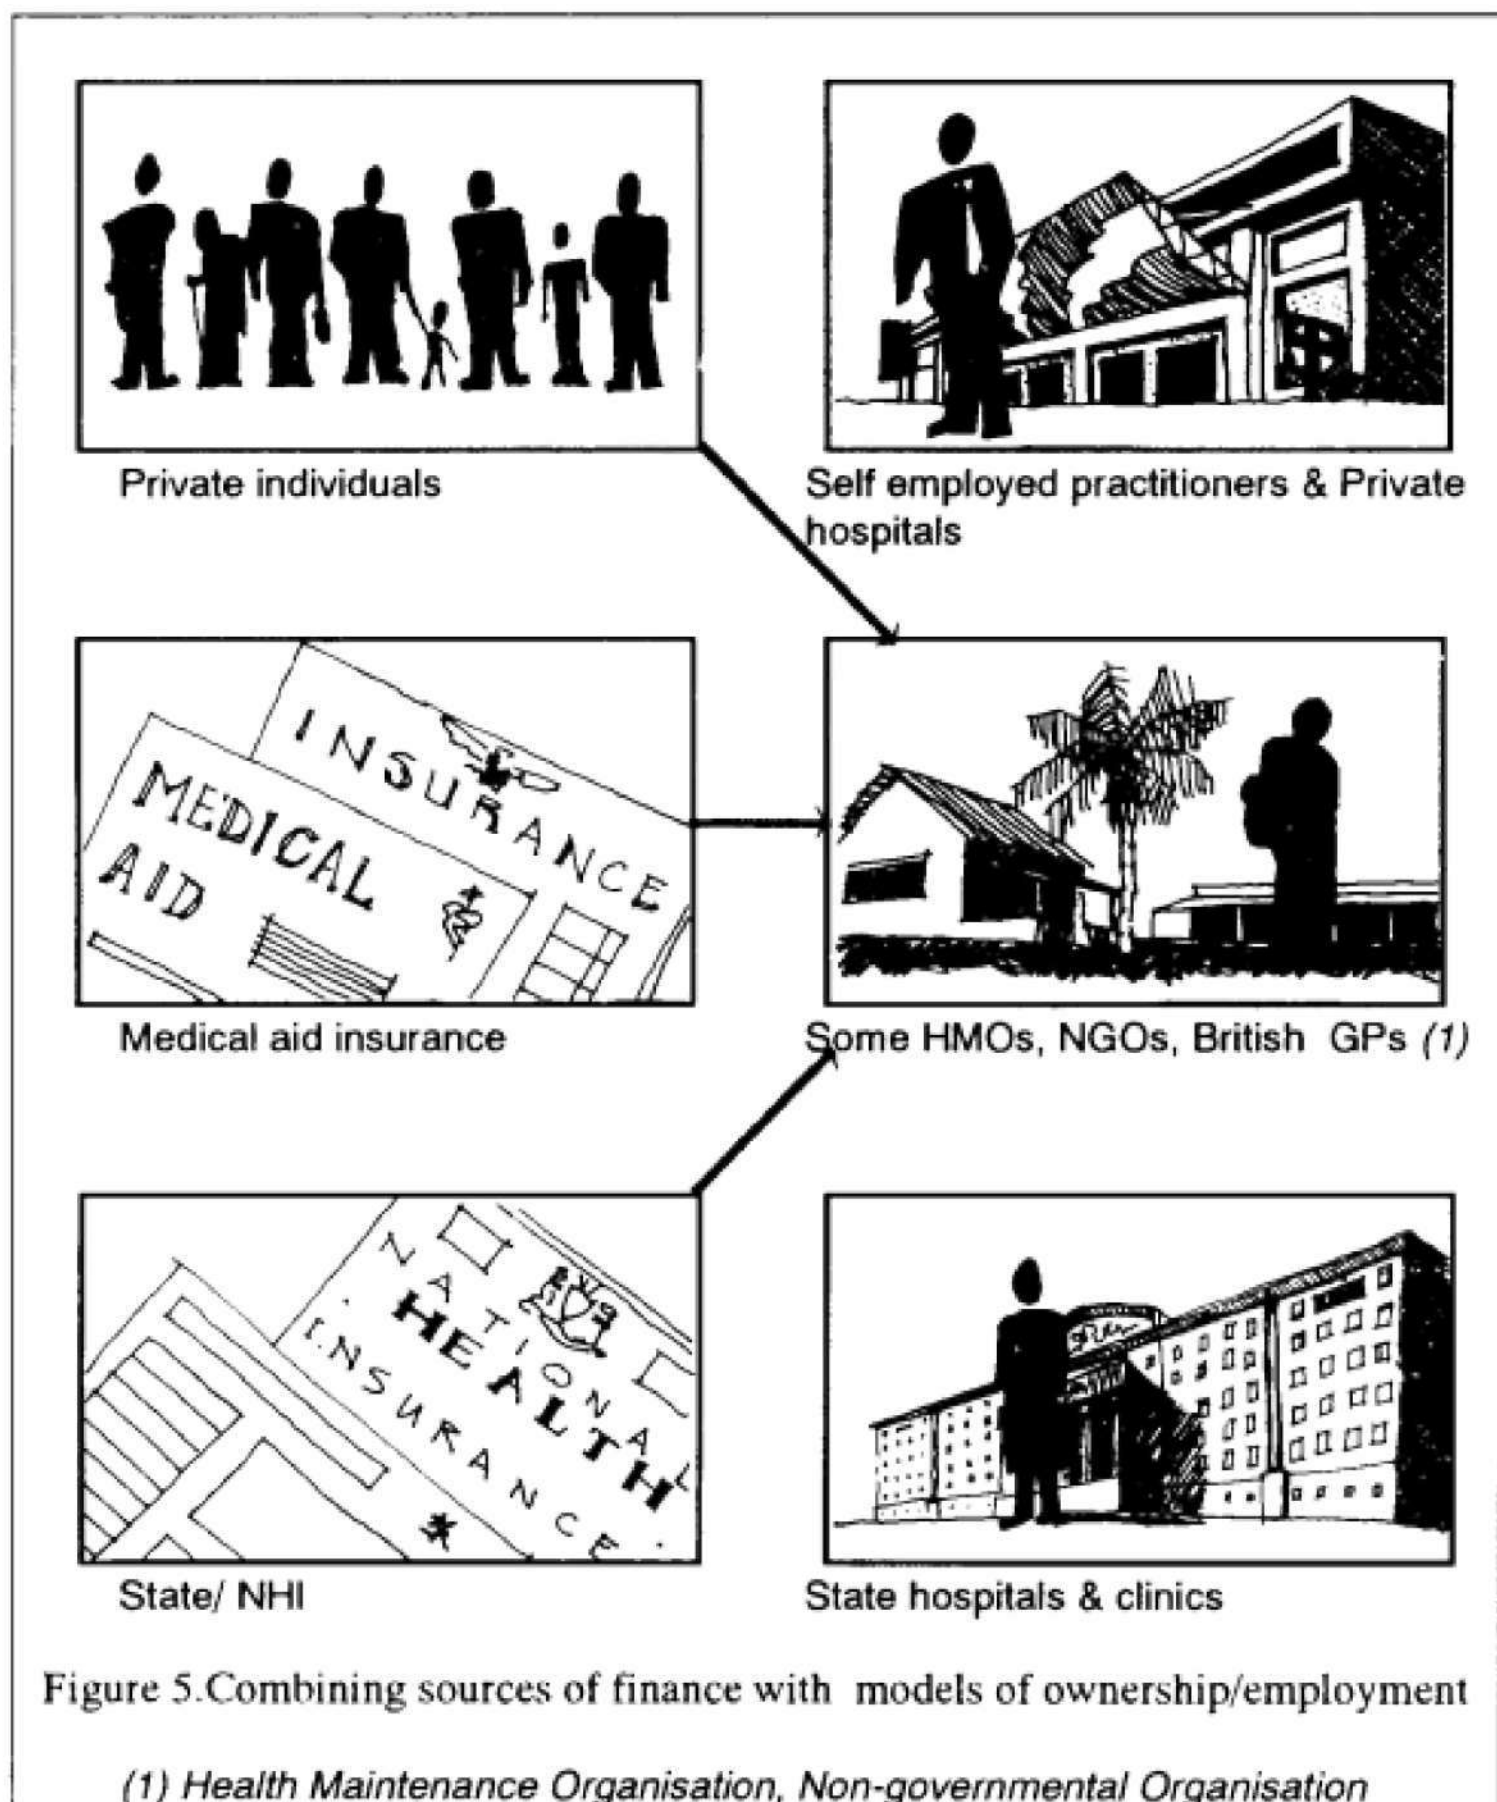 Private individuals
Self employed practitioners & Private
hospitals
INSURANCE
MEDICAL
AID
Medical aid insurance
Some HMOs, NGOs, British GPs (1)
NATIONAL
HEALTH
INSURANCE
State/ NHI
State hospitals & clinics
Figure 5.Combining sources of finance with models of ownership/employment
(1) Health Maintenance Organisation, Non-governmental Organisation